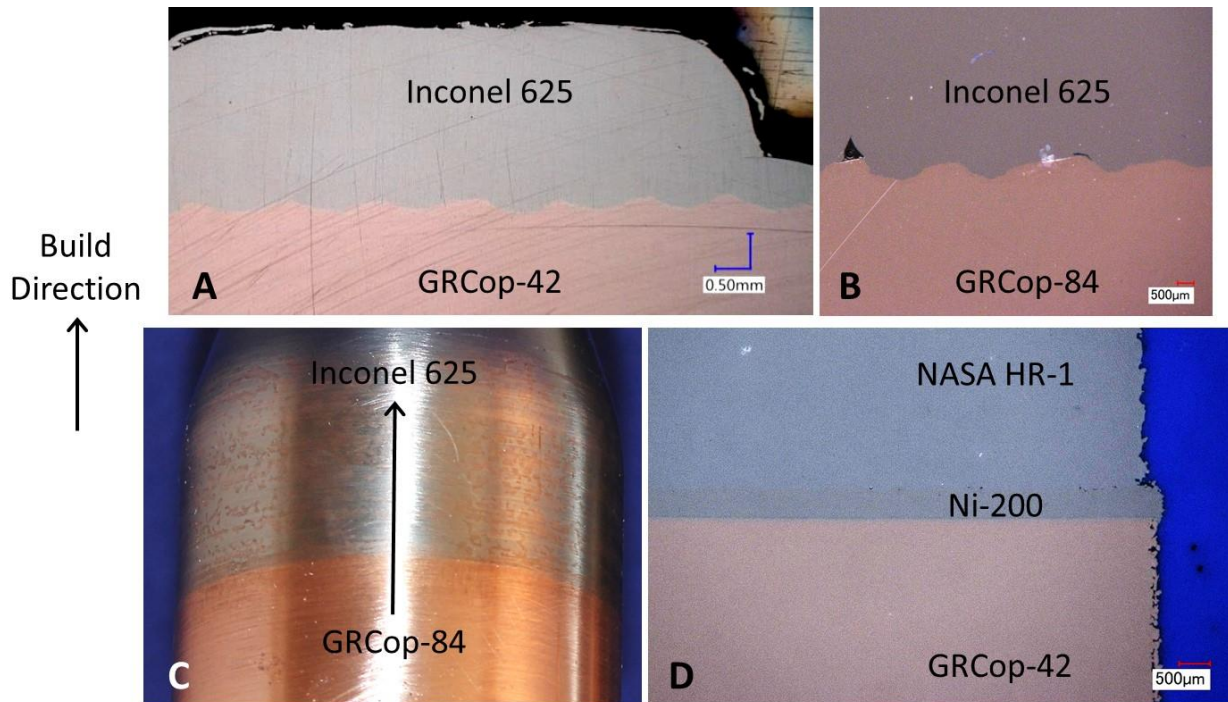 Inconel 625
GRCop-42
A
0.50mm
Inconel 625
GRCop-84
B
500µm
Build
Direction
Inconel 625
GRCop-84
C
NASA HR-1
Ni-200
GRCop-42
D
500µm